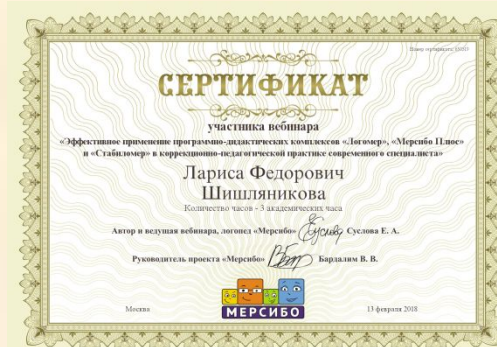 СЕРТИФИКАТ
участника вебинара
«Эффективное применение программно-дидактических комплексов «Логомер», «Мерсибо Плюс»
и «Стабиломер» в коррекционно-педагогической практике современного специалиста»
Лариса Федорович
Шишляникова
Количество часов - 3 академических часа
Автор и ведущая вебинара, логопед «Мерсибо» Суслова Е. А.
Руководитель проекта «Мерсибо» Бардалим В. В.
МЕРСИБО
Москва 13 февраля 2018